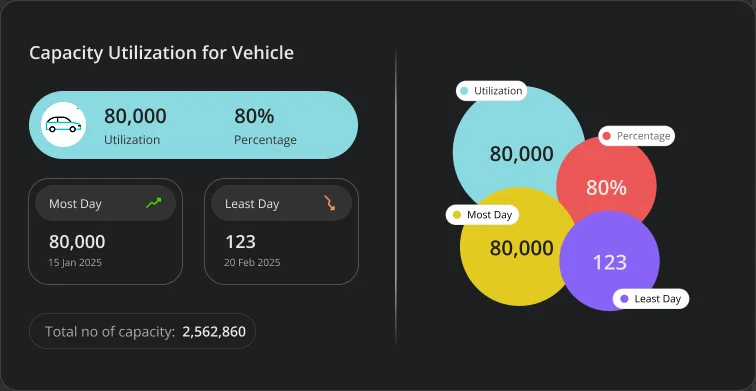 Capacity Utilization for Vehicle
80,000
Utilization
80%
Percentage
Most Day
80,000
15 Jan 2025
Least Day
123
20 Feb 2025
Total no of capacity: 2,562,860
Utilization
80,000
Percentage
80%
Most Day
80,000
123
Least Day